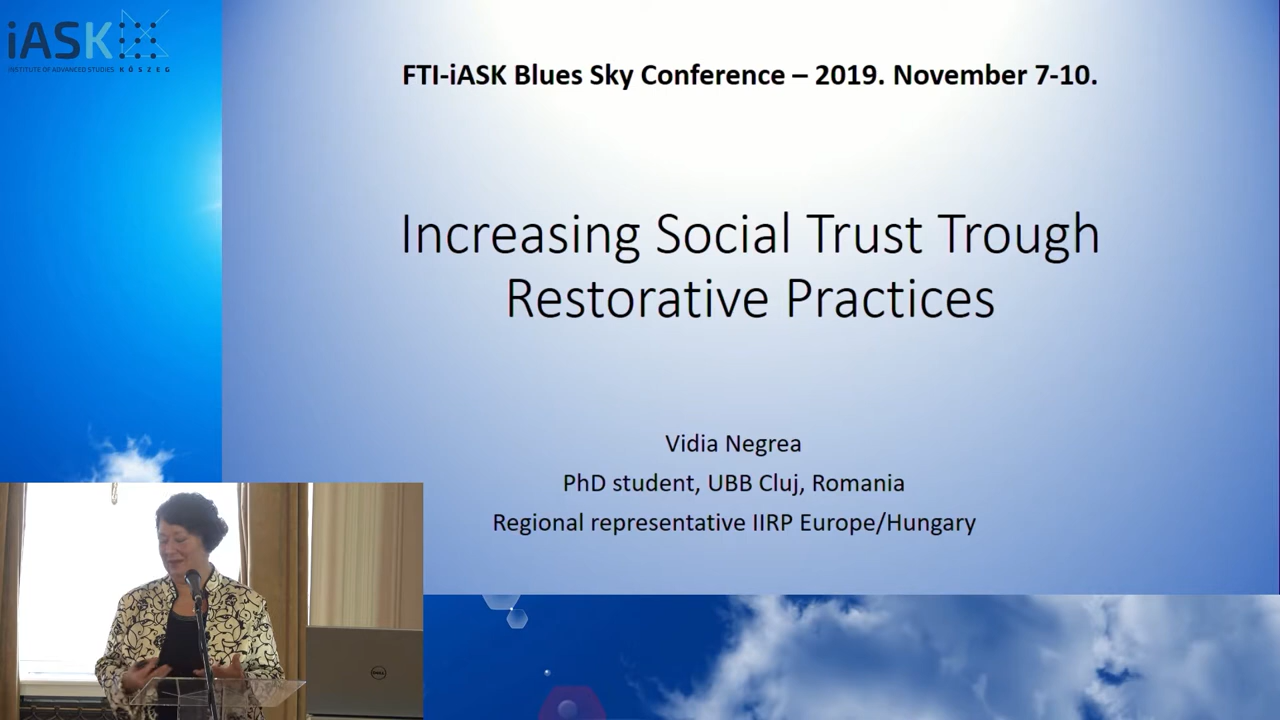 iASK
INSTITUTE OF ADVANCED STUDIES KŐSZEG
FTI-iASK Blues Sky Conference – 2019. November 7-10.
Increasing Social Trust Trough
Restorative Practices
Vidia Negrea
PhD student, UBB Cluj, Romania
Regional representative IIRP Europe/Hungary
DELL